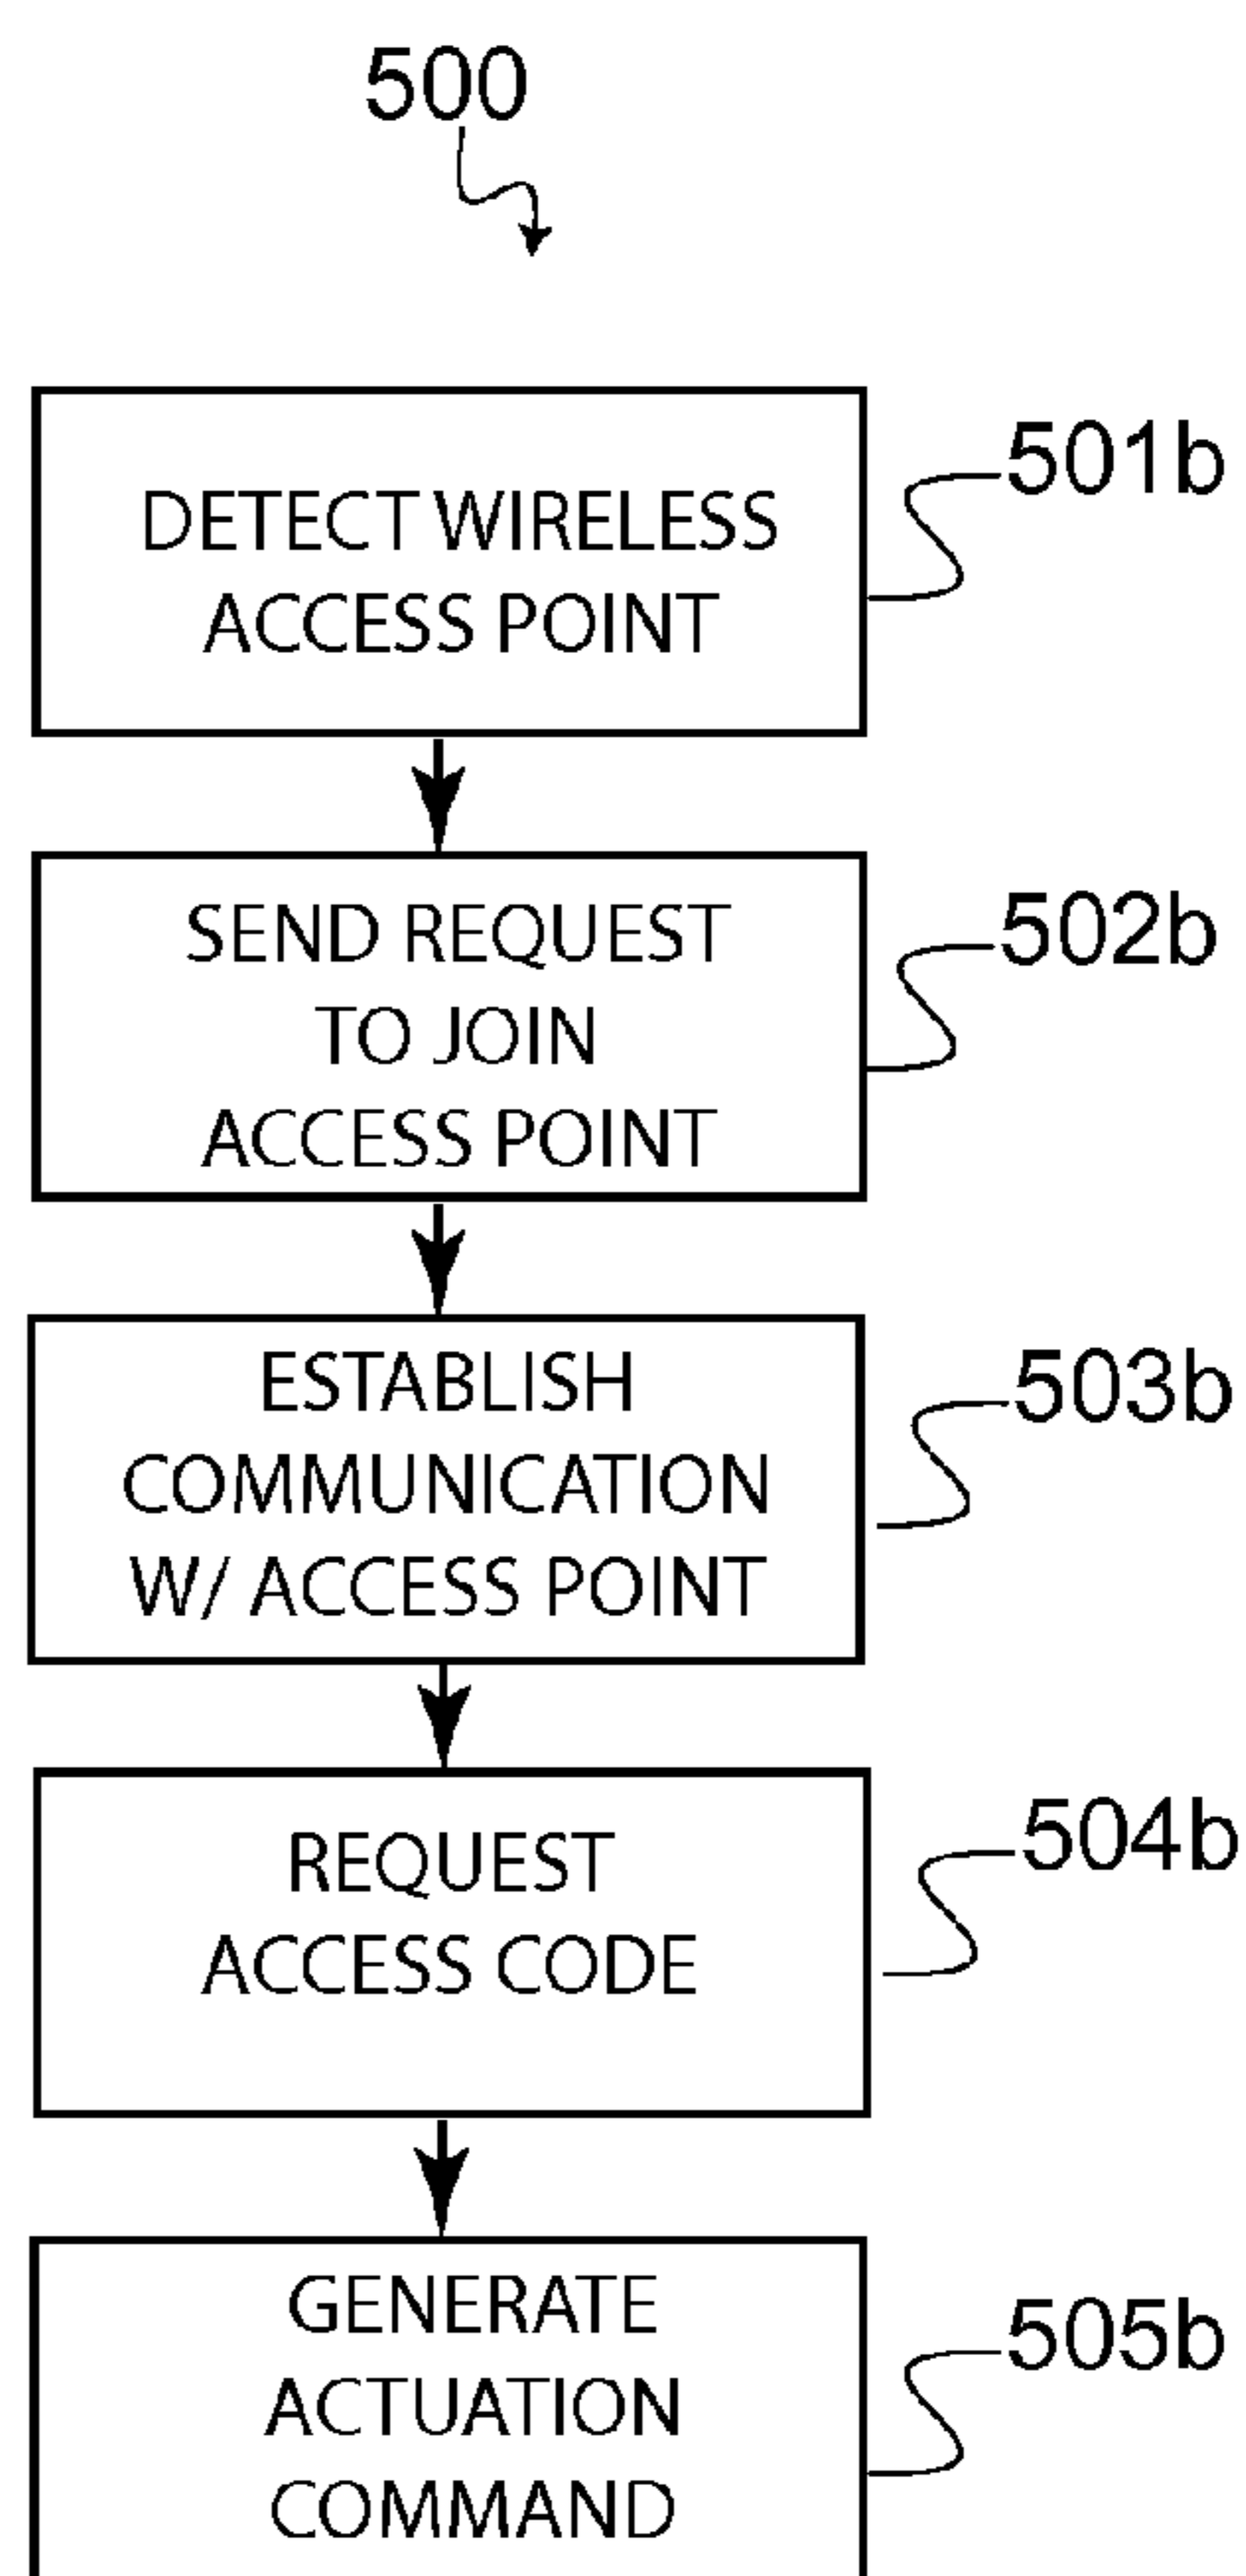 500
DETECT WIRELESS
ACCESS POINT
501b
SEND REQUEST
TO JOIN
ACCESS POINT
502b
ESTABLISH
COMMUNICATION
W/ ACCESS POINT
503b
REQUEST
ACCESS CODE
504b
GENERATE
ACTUATION
COMMAND
505b